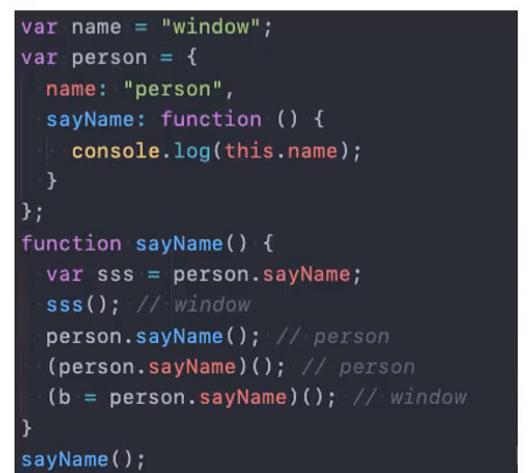 var name = "window";
var person = {
  name: "person",
  sayName: function () {
    console.log(this.name);
  }
};
function sayName() {
  var sss = person.sayName;
  sss(); // window
  person.sayName(); // person
  (person.sayName)(); // person
  (b = person.sayName)(); // window
}
sayName();